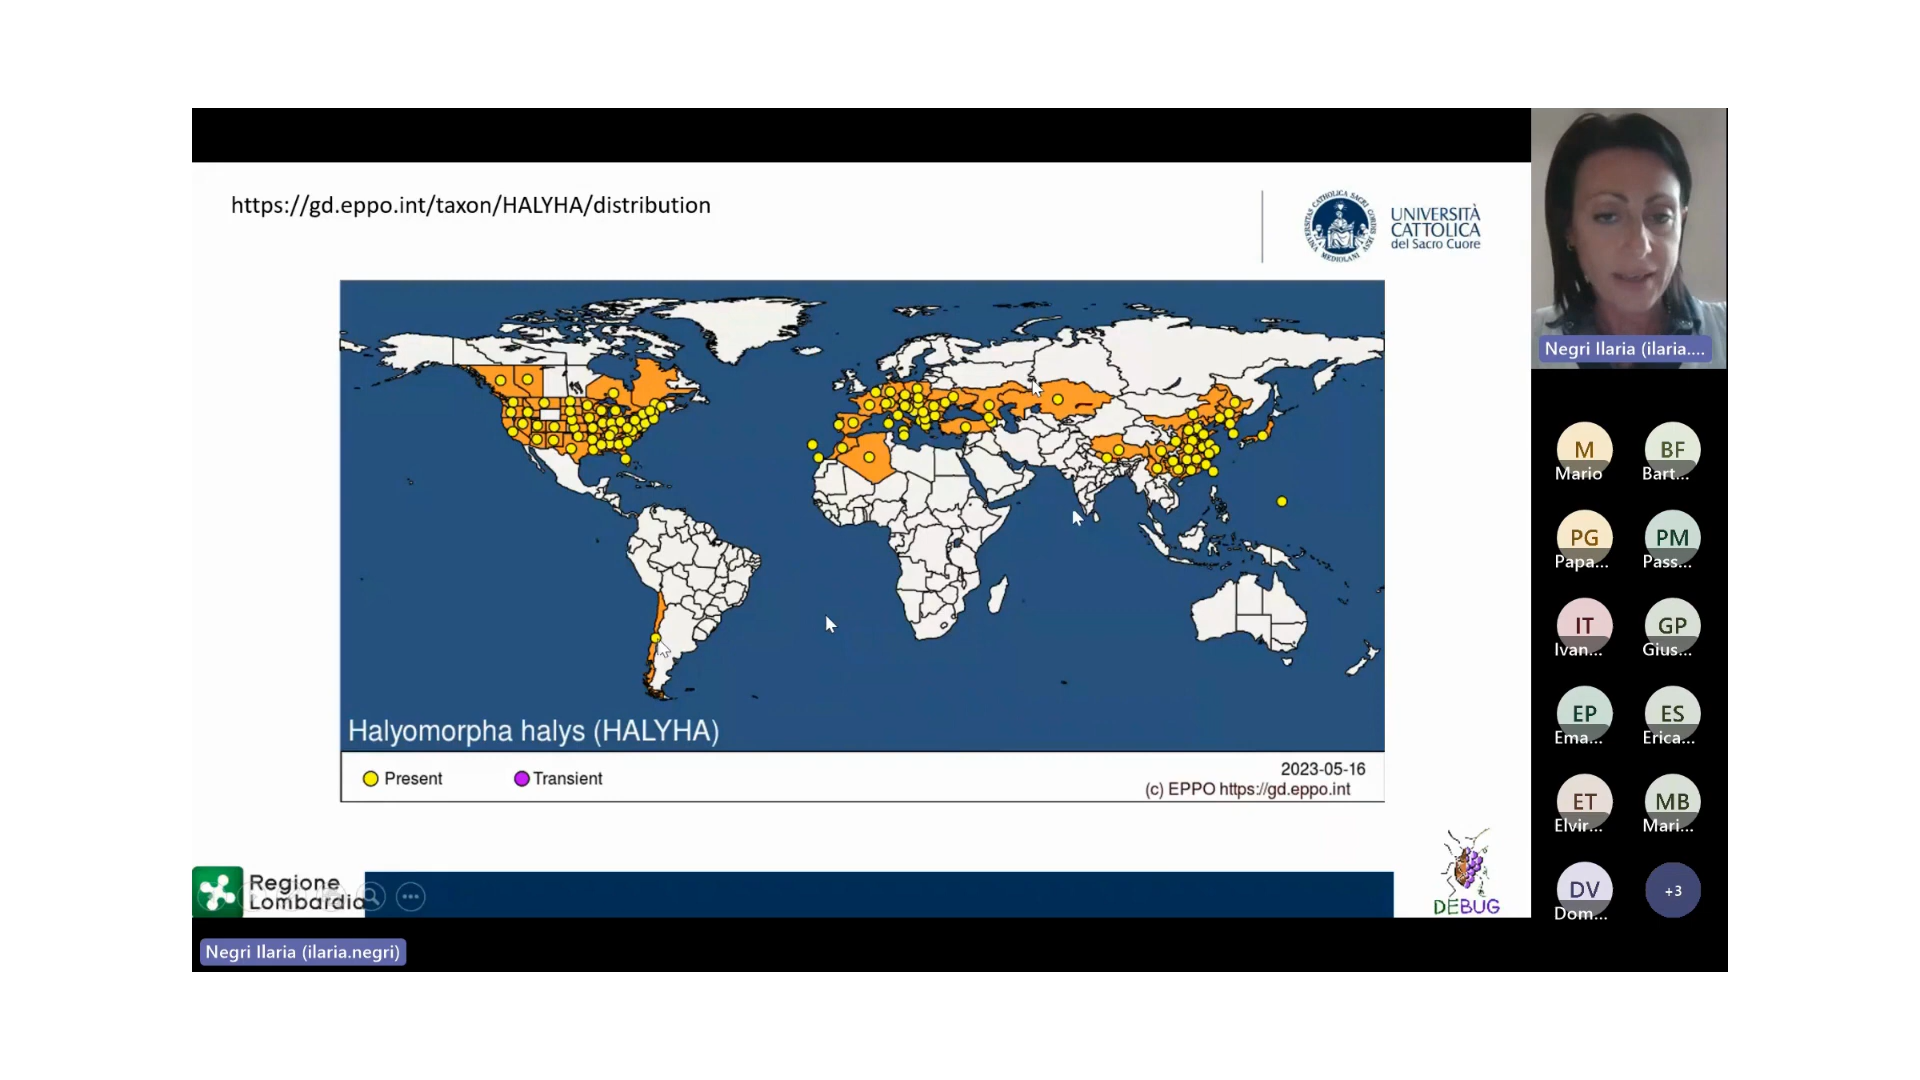 https://gd.eppo.int/taxon/HALYHA/distribution
UNIVERSITÀ
CATTOLICA
del Sacro Cuore
Negri Ilaria (ilaria....
Halyomorpha halys (HALYHA)
Present
Transient
2023-05-16
(c) EPPO https://gd.eppo.int
Regione
Lombardia
DEBUG
Negri Ilaria (ilaria.negri)
M
Mario
BF
Bart...
PG
Papa...
PM
Pass...
IT
Ivan...
GP
Gius...
EP
Ema...
ES
Erica...
ET
Elvir...
MB
Mari...
DV
Dom...
+3